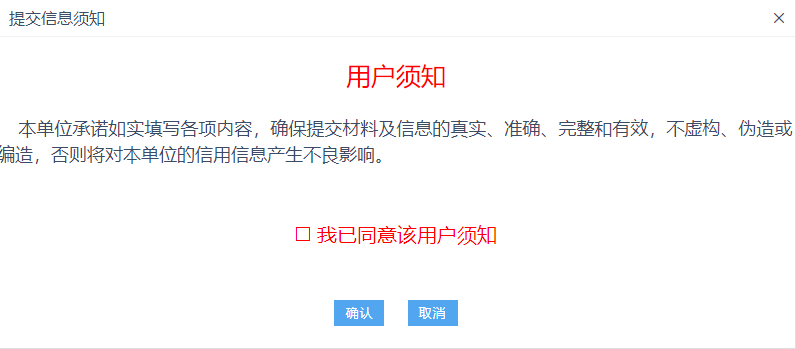 提交信息须知
用户须知
本单位承诺如实填写各项内容，确保提交材料及信息的真实、准确、完整和有效，不虚构、伪造或
编造，否则将对本单位的信用信息产生不良影响。
我已同意该用户须知
确认 取消